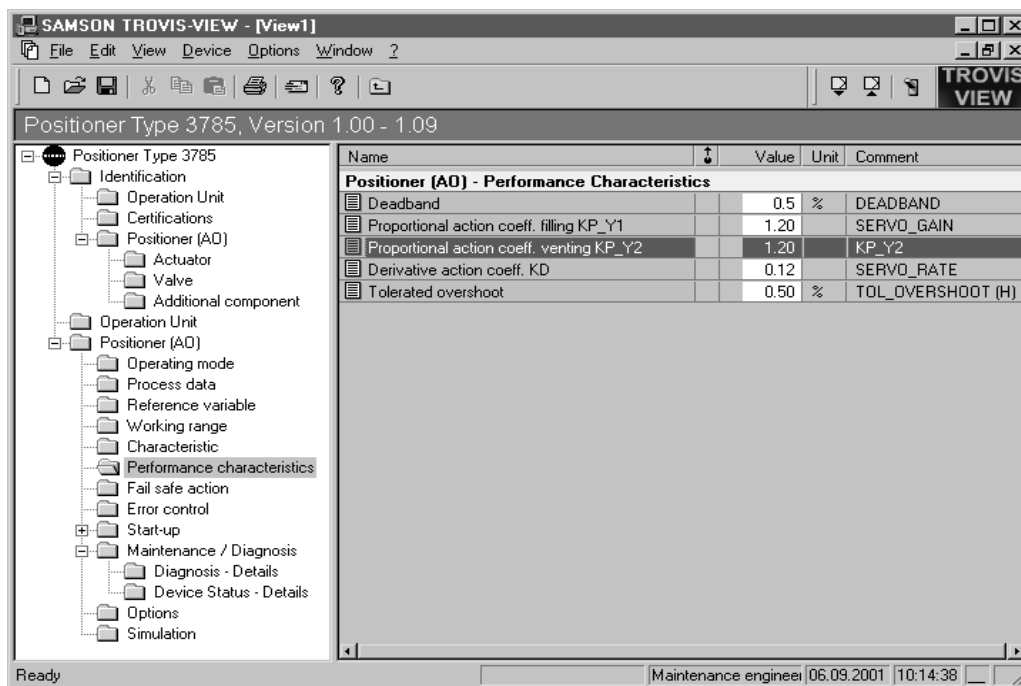 SAMSON TROVIS-VIEW - [View1]
File Edit View Device Options Window ?
TROVIS VIEW
Positioner Type 3785, Version 1.00 - 1.09
Positioner Type 3785
Identification
Operation Unit
Certifications
Positioner (AO)
Actuator
Valve
Additional component
Operation Unit
Positioner (AO)
Operating mode
Process data
Reference variable
Working range
Characteristic
Performance characteristics
Fail safe action
Error control
Start-up
Maintenance / Diagnosis
Diagnosis - Details
Device Status - Details
Options
Simulation
Name Value Unit Comment
Positioner (AO) - Performance Characteristics
Deadband 0.5 % DEADBAND
Proportional action coeff. filling KP_Y1 1.20 SERVO_GAIN
Proportional action coeff. venting KP_Y2 1.20 KP_Y2
Derivative action coeff. KD 0.12 SERVO_RATE
Tolerated overshoot 0.50 % TOL_OVERSHOOT (H)
Ready Maintenance engineer 06.09.2001 10:14:38